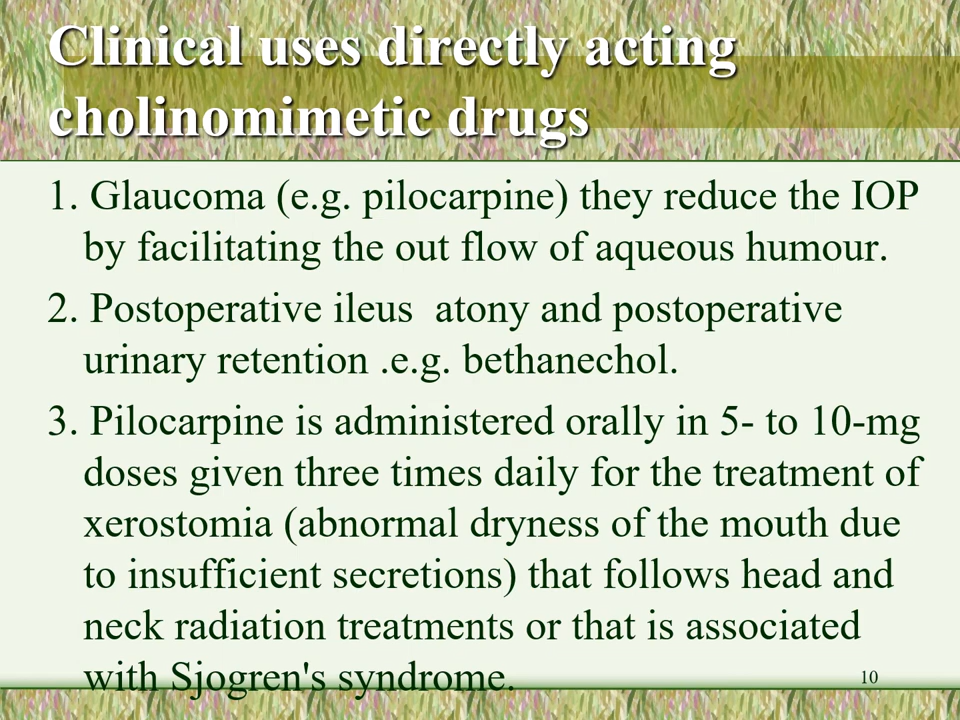 Clinical uses directly acting
cholinomimetic drugs
1. Glaucoma (e.g. pilocarpine) they reduce the IOP
by facilitating the out flow of aqueous humour.
2. Postoperative ileus  atony and postoperative
urinary retention .e.g. bethanechol.
3. Pilocarpine is administered orally in 5- to 10-mg
doses given three times daily for the treatment of
xerostomia (abnormal dryness of the mouth due
to insufficient secretions) that follows head and
neck radiation treatments or that is associated
with Sjogren's syndrome.
10